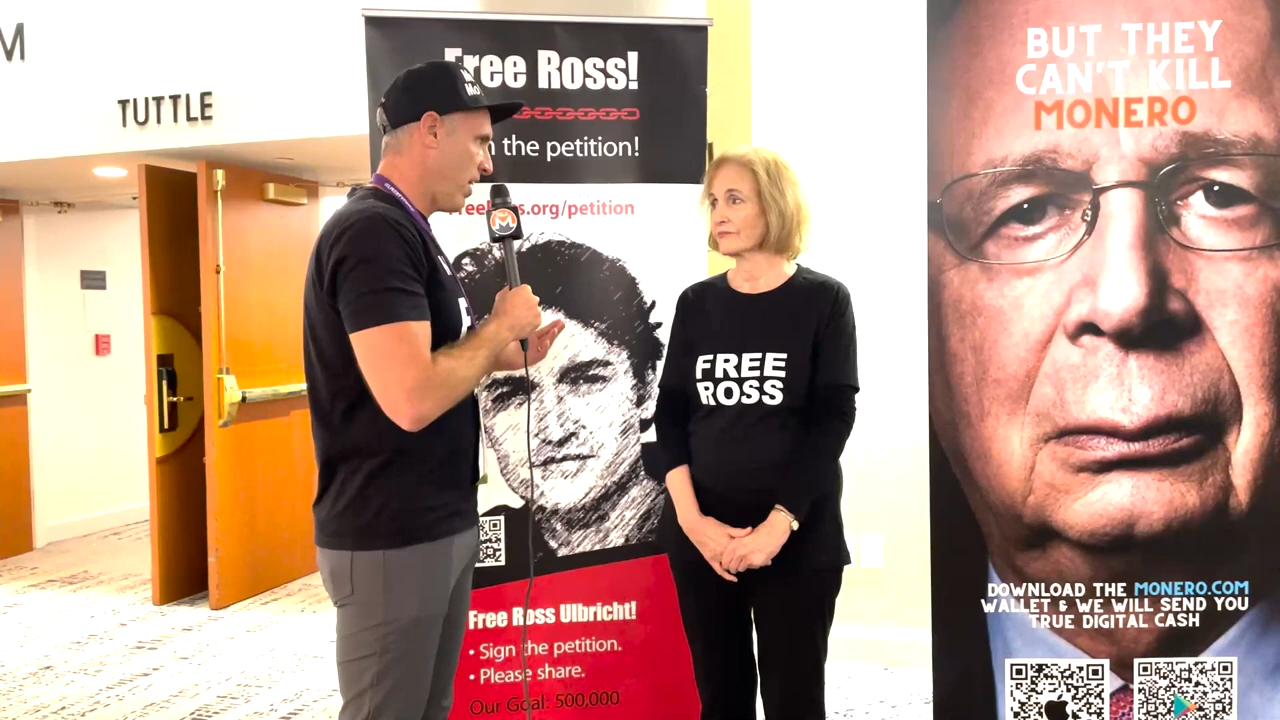 M
TUTTLE
Free Ross!
the petition!
.org/petition
FREE
ROSS
Free Ross Ulbricht!
• Sign the petition.
• Please share.
Our Goal: 500,000
BUT THEY
CAN'T KILL
MONERO
DOWNLOAD THE MONERO.COM
WALLET & WE WILL SEND YOU
TRUE DIGITAL CASH